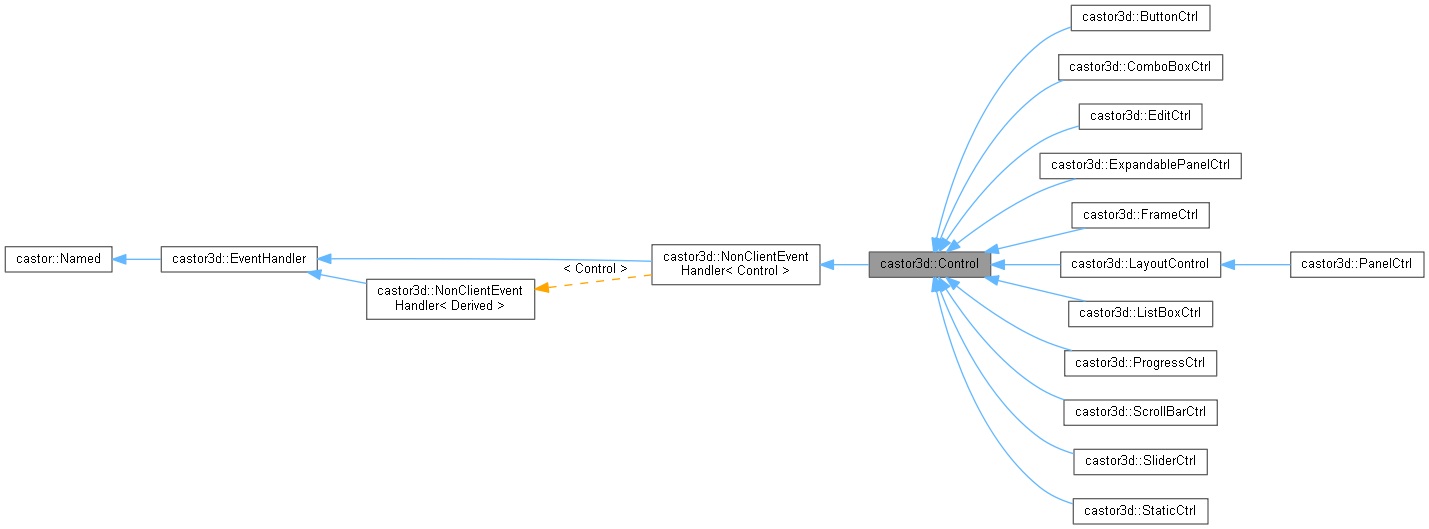 castor3d::ButtonCtrl
castor3d::ComboBoxCtrl
castor3d::EditCtrl
castor3d::ExpandablePanelCtrl
castor3d::FrameCtrl
castor::Named
castor3d::EventHandler
castor3d::NonClientEvent
Handler< Control >
castor3d::Control
castor3d::LayoutControl
castor3d::PanelCtrl
< Control >
castor3d::NonClientEvent
Handler< Derived >
castor3d::ListBoxCtrl
castor3d::ProgressCtrl
castor3d::ScrollBarCtrl
castor3d::SliderCtrl
castor3d::StaticCtrl